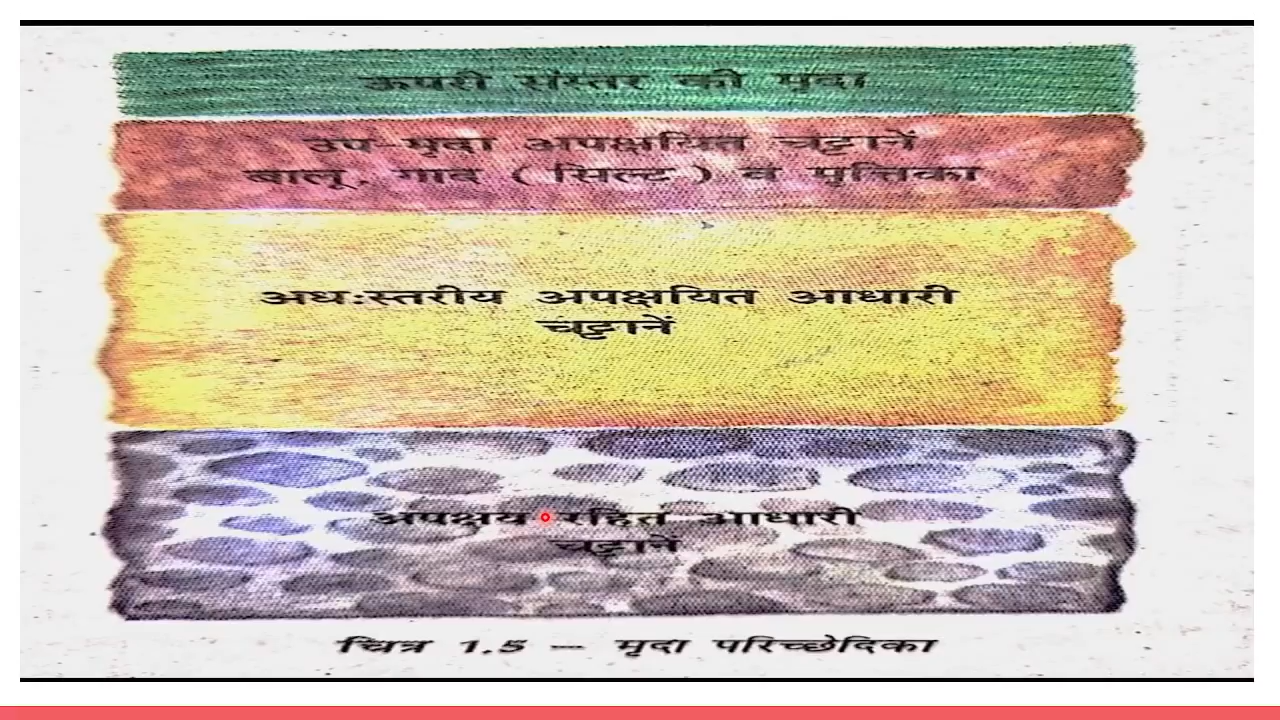 ऊपरी संस्तर की मृदा
उप-मृदा अपक्षयित चट्टानें
बालू, गाद ( सिल्ट ) व मृत्तिका
अधःस्तरीय अपक्षयित आधारी
चट्टानें
अपक्षय रहित आधारी
चट्टानें
चित्र 1.5 — मृदा परिच्छेदिका